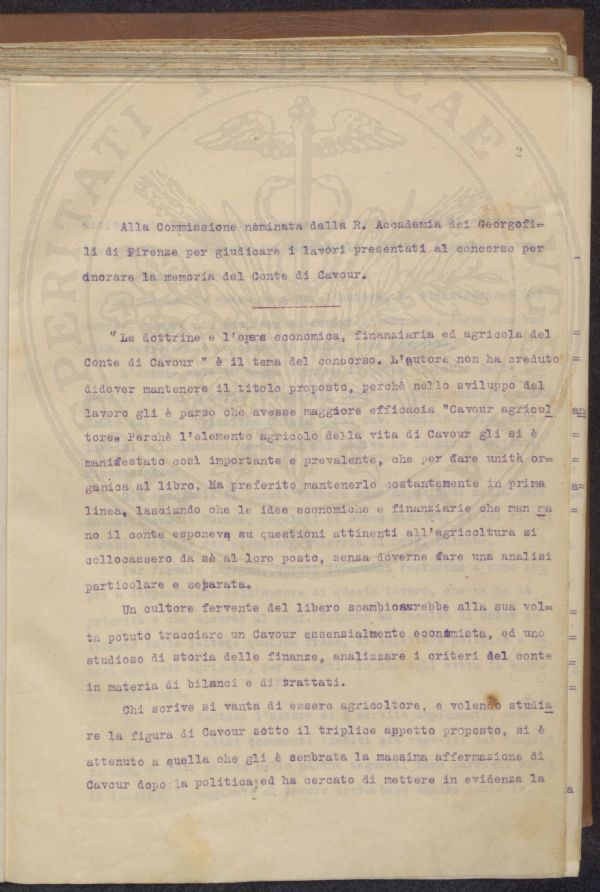 2
Alla Commissione nominata dalla R. Accademia dei Georgofi=
li di Firenze per giudicare i lavori presentati al concorso per
onorare la memoria del Conte di Cavour.
"Le dottrine e l'opera economica, finanziaria ed agricola del
Conte di Cavour " è il tema del concorso. L'autore non ha creduto
didover mantenere il titolo proposto, perchè nello sviluppo del
lavoro gli è parso che avesse maggiore efficacia "Cavour agricol
tore" Perchè l'elemento agricolo della vita di Cavour gli si è
manifestato così importante e prevalente, che per dare unità or=
ganica al libro, Ha preferito mantenerlo costantemente in prima
linea, lasciando che le idee economiche e finanziarie che man ma
no il conte esponeva su questioni attinenti all'agricoltura si
collocassero da sè al loro posto, senza doverne fare una analisi
particolare e separata.
Un cultore fervente del libero scambioavrebbe alla sua vol=
ta potuto tracciare un Cavour essenzialmente economista, ed uno
studioso di storia delle finanze, analizzare i criteri del conte
in materia di bilanci e di trattati.
Chi scrive si vanta di essere agricoltore, e volendo studia
re la figura di Cavour sotto il triplice aspetto proposto, si è
attenuto a quella che gli è sembrata la massima affermazione di
Cavour dopo la politica ed ha cercato di mettere in evidenza la